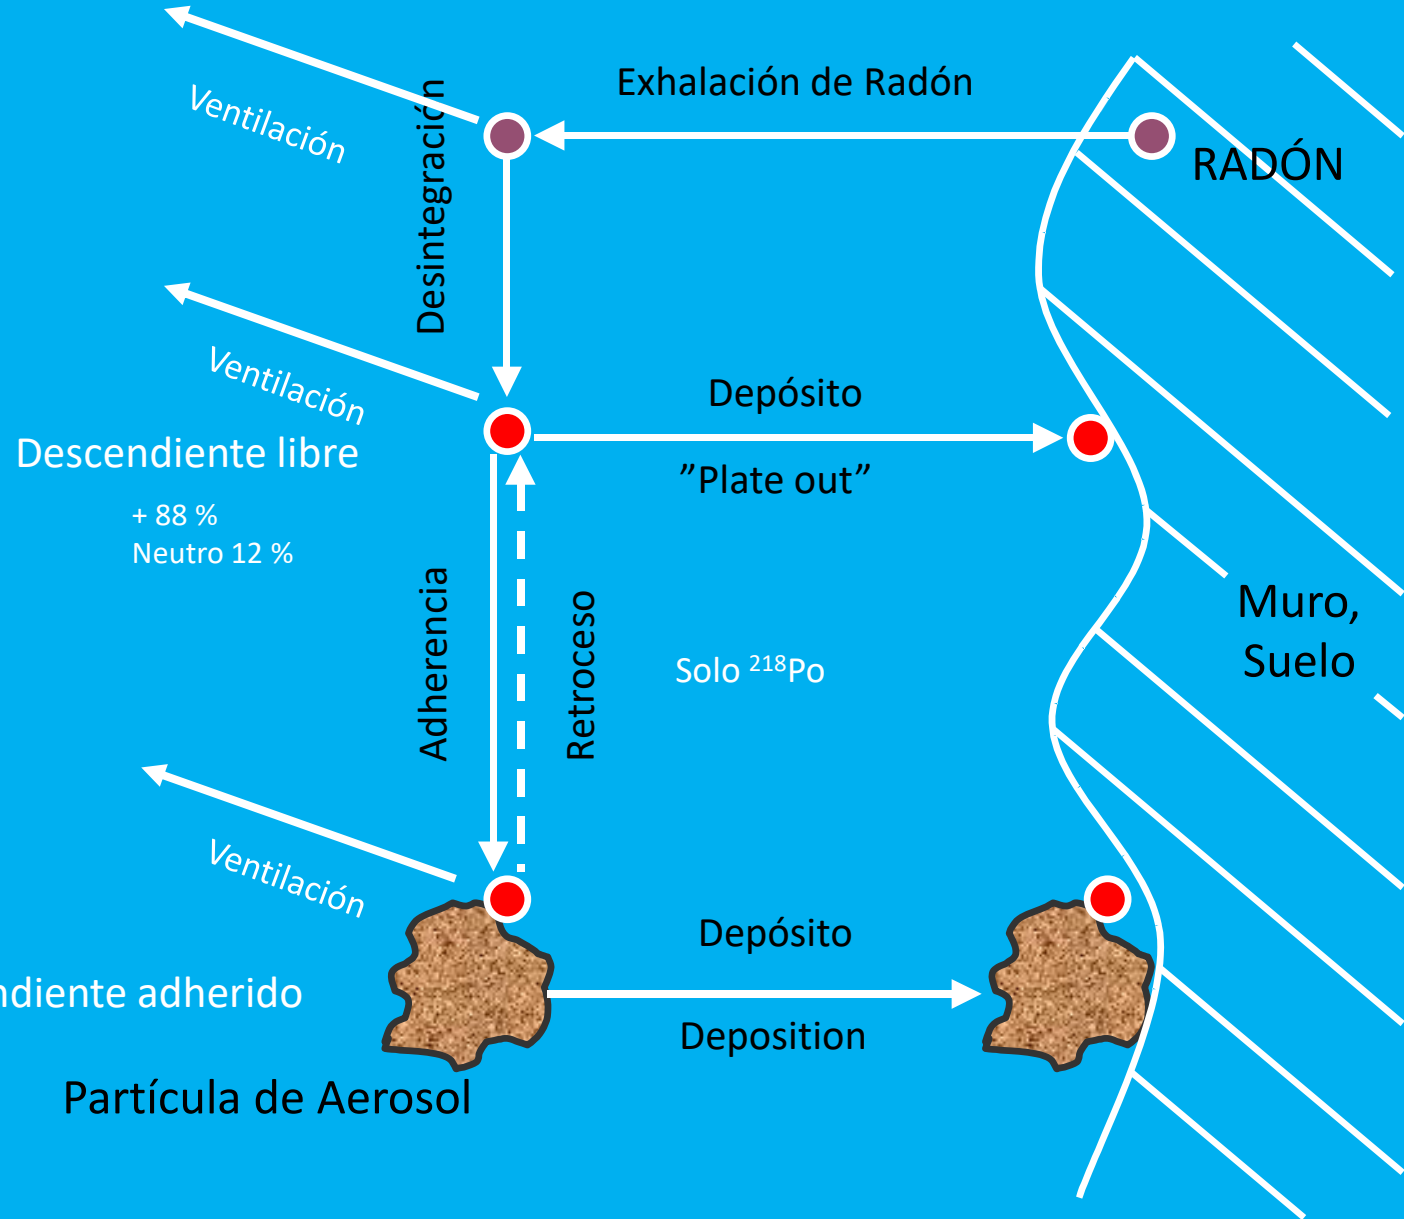 Exhalación de Radón
Ventilación
Desintegración
RADÓN
Ventilación
Depósito
Descendiente libre
”Plate out”
+ 88 %
Neutro 12 %
Adherencia
Retroceso
Solo ²¹⁸Po
Muro,
Suelo
Ventilación
Depósito
ndiente adherido
Deposition
Partícula de Aerosol